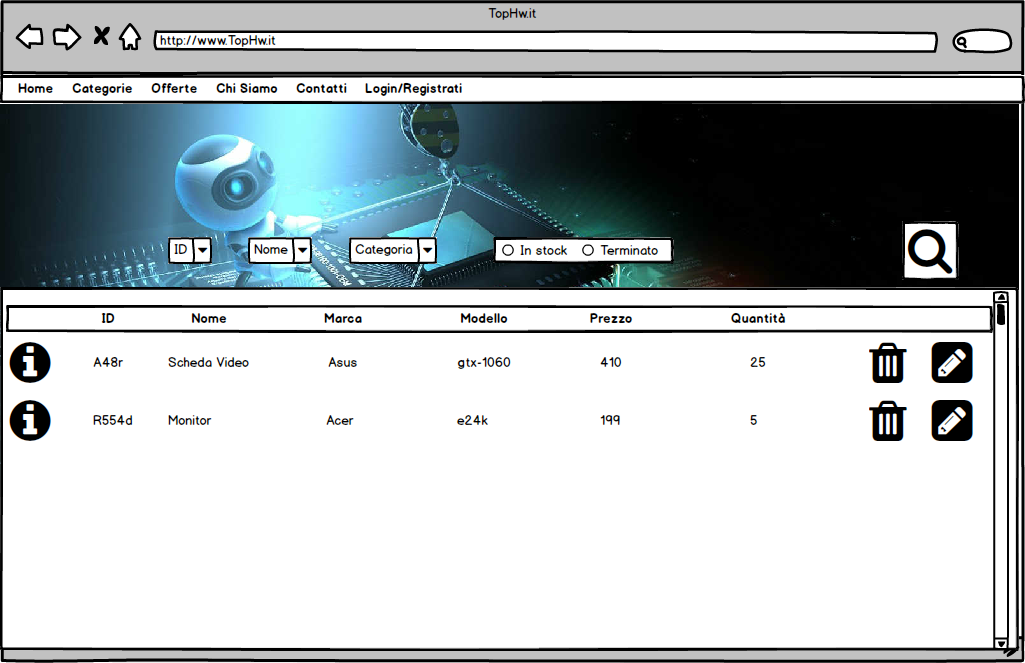 TopHw.it
http://www.TopHw.it
Home Categorie Offerte Chi Siamo Contatti Login/Registrati
ID Nome Categoria In stock Terminato
ID Nome Marca Modello Prezzo Quantità
A48r Scheda Video Asus gtx-1060 410 25
R554d Monitor Acer e24k 199 5